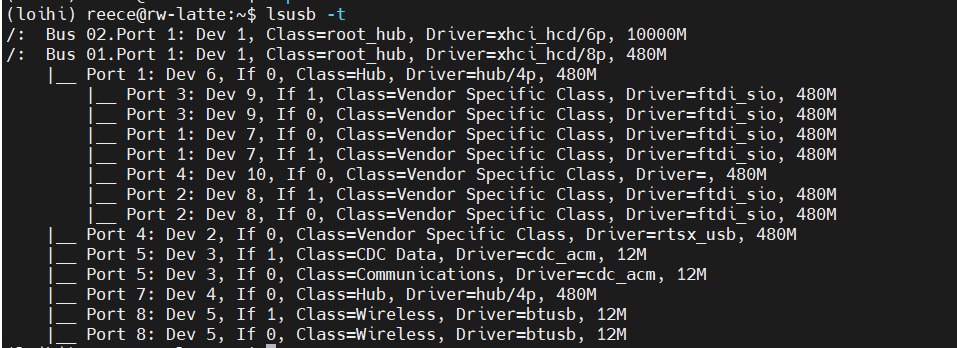 (loihi) reece@rw-latte:~$ lsusb -t
/:  Bus 02.Port 1: Dev 1, Class=root_hub, Driver=xhci_hcd/6p, 10000M
/:  Bus 01.Port 1: Dev 1, Class=root_hub, Driver=xhci_hcd/8p, 480M
    |__ Port 1: Dev 6, If 0, Class=Hub, Driver=hub/4p, 480M
        |__ Port 3: Dev 9, If 1, Class=Vendor Specific Class, Driver=ftdi_sio, 480M
        |__ Port 3: Dev 9, If 0, Class=Vendor Specific Class, Driver=ftdi_sio, 480M
        |__ Port 1: Dev 7, If 0, Class=Vendor Specific Class, Driver=ftdi_sio, 480M
        |__ Port 1: Dev 7, If 1, Class=Vendor Specific Class, Driver=ftdi_sio, 480M
        |__ Port 4: Dev 10, If 0, Class=Vendor Specific Class, Driver=, 480M
        |__ Port 2: Dev 8, If 1, Class=Vendor Specific Class, Driver=ftdi_sio, 480M
        |__ Port 2: Dev 8, If 0, Class=Vendor Specific Class, Driver=ftdi_sio, 480M
    |__ Port 4: Dev 2, If 0, Class=Vendor Specific Class, Driver=rtsx_usb, 480M
    |__ Port 5: Dev 3, If 1, Class=CDC Data, Driver=cdc_acm, 12M
    |__ Port 5: Dev 3, If 0, Class=Communications, Driver=cdc_acm, 12M
    |__ Port 7: Dev 4, If 0, Class=Hub, Driver=hub/4p, 480M
    |__ Port 8: Dev 5, If 1, Class=Wireless, Driver=btusb, 12M
    |__ Port 8: Dev 5, If 0, Class=Wireless, Driver=btusb, 12M